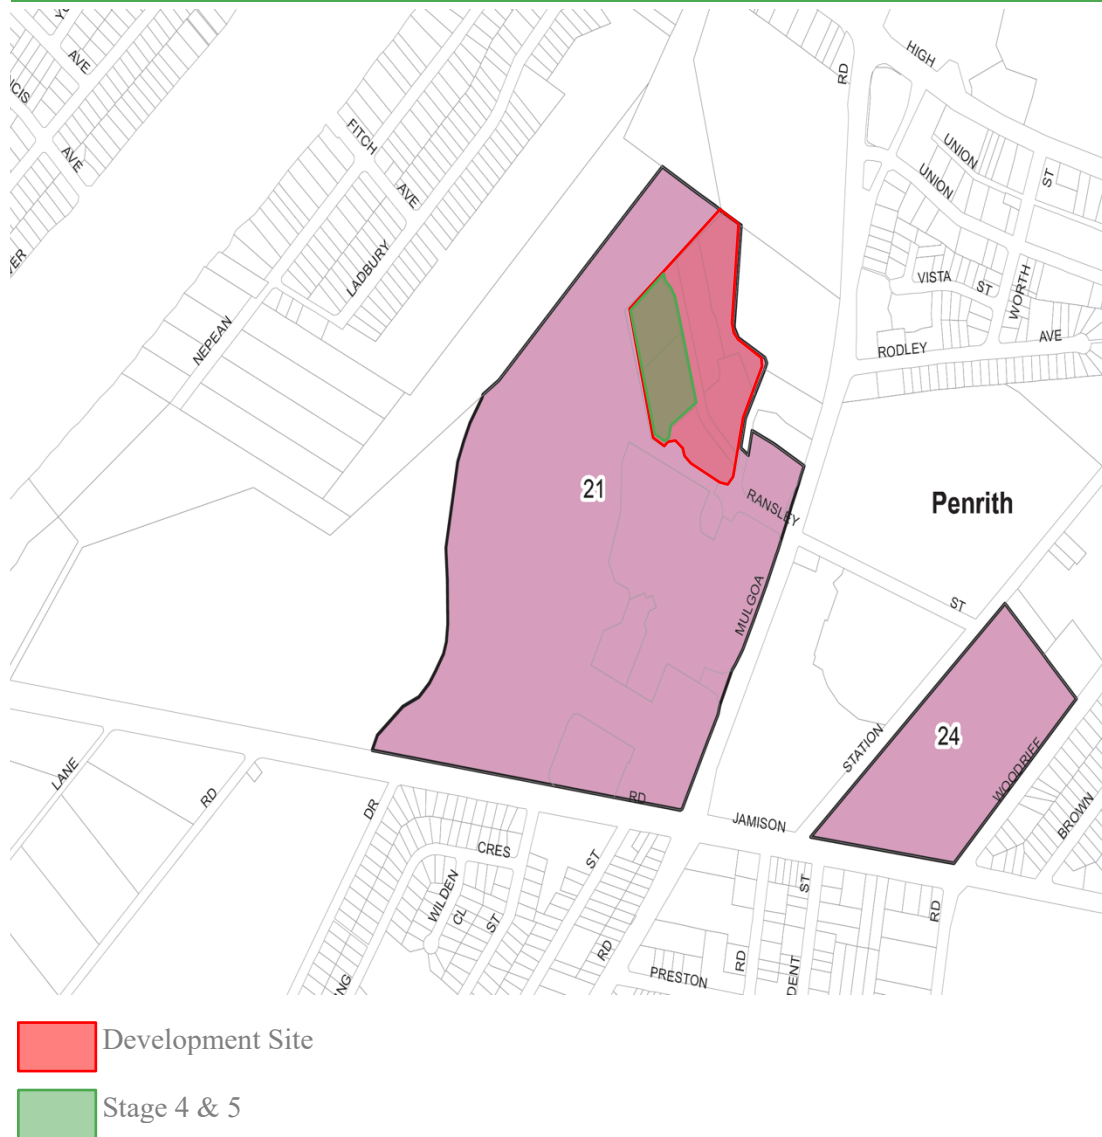 AVE
AVE
FITCH
AVE
LADBURY
NEPEAN
HIGH
RD
UNION
UNION
ST
VISTA
ST
WORTH
RODLEY
AVE
21
Penrith
RANSLEY
MULGOA
ST
24
STATION
WOODRIFF
BROWN
LANE
RD
DR
RD
JAMISON
CRES
WILDEN
CL
ST
ST
RD
PRESTON
RD
ST
DENT
RD
Development Site
Stage 4 & 5